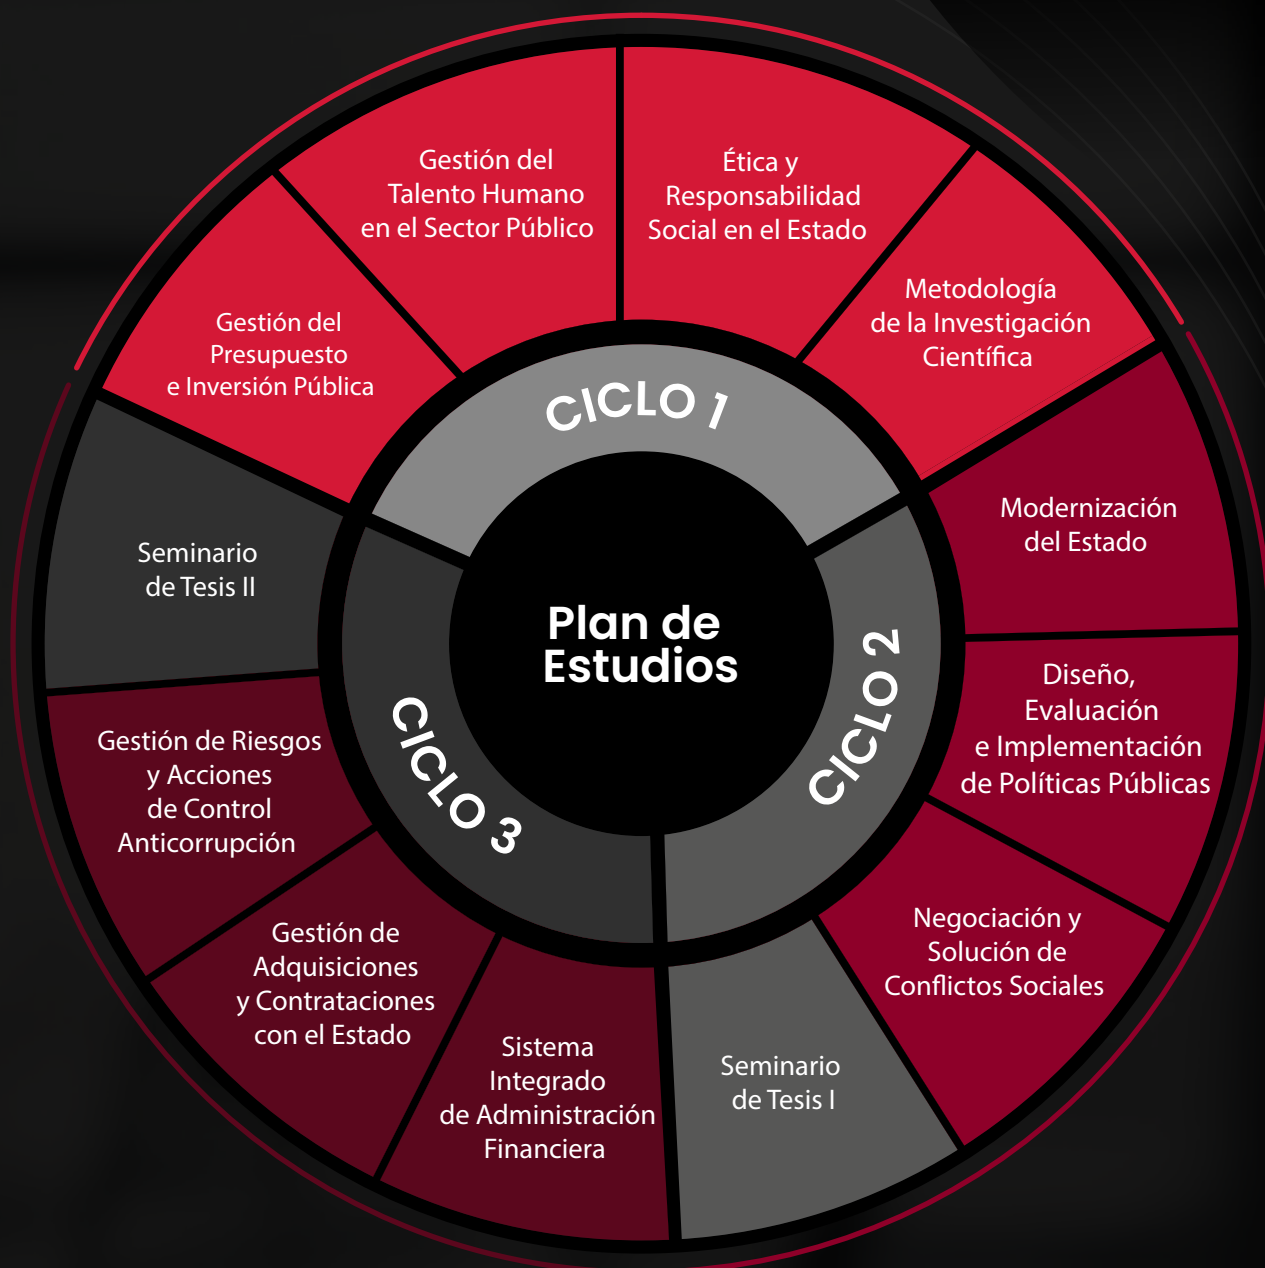 Plan de
Estudios
CICLO 1
Gestión del
Presupuesto
e Inversión Pública
Gestión del
Talento Humano
en el Sector Público
Ética y
Responsabilidad
Social en el Estado
Metodología
de la Investigación
Científica
CICLO 2
Modernización
del Estado
Diseño,
Evaluación
e Implementación
de Políticas Públicas
Negociación y
Solución de
Conflictos Sociales
Seminario
de Tesis I
CICLO 3
Sistema
Integrado
de Administración
Financiera
Gestión de
Adquisiciones
y Contrataciones
con el Estado
Gestión de Riesgos
y Acciones
de Control
Anticorrupción
Seminario
de Tesis II